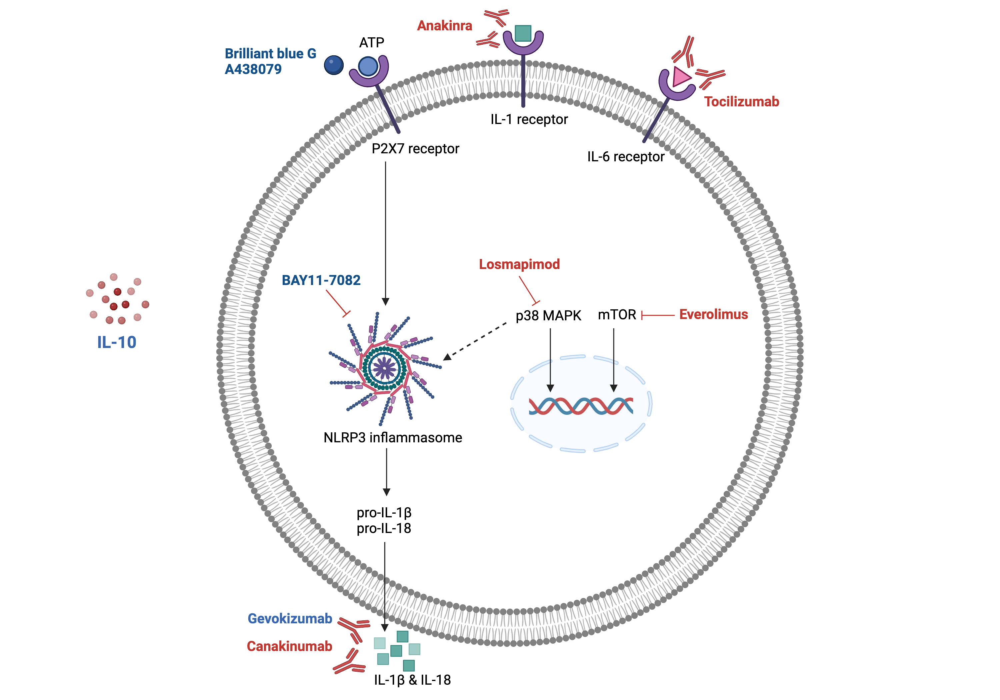 Anakinra
ATP
Brilliant blue G
A438079
Tocilizumab
IL-1 receptor
P2X7 receptor
IL-6 receptor
Losmapimod
BAY11-7082
p38 MAPK
mTOR
Everolimus
IL-10
NLRP3 inflammasome
pro-IL-1β
pro-IL-18
Gevokizumab
Canakinumab
IL-1β & IL-18